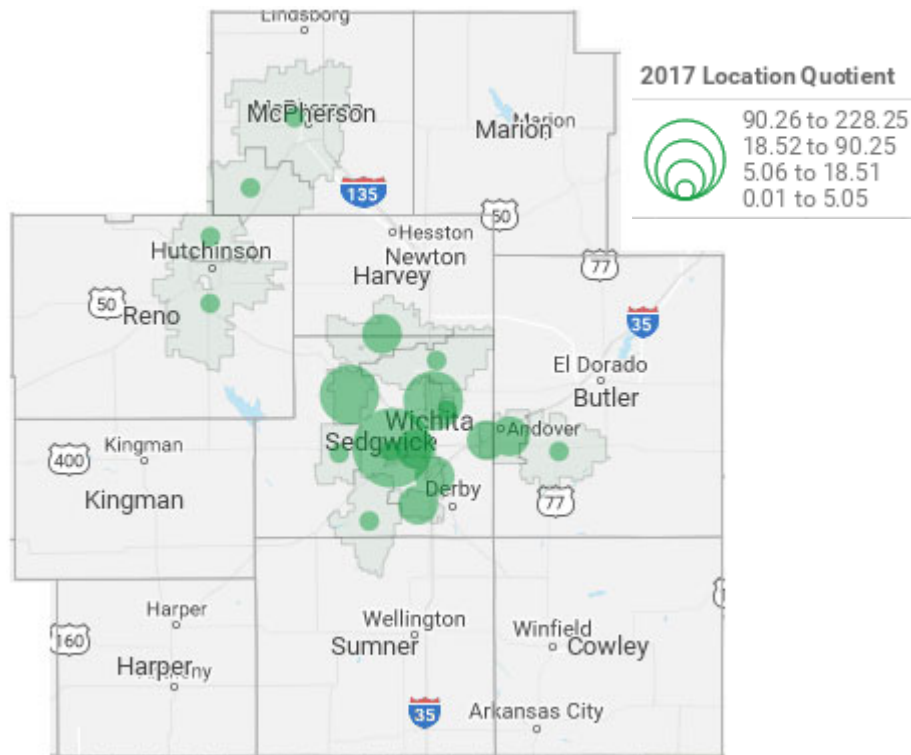 Lindsborg
McPherson
Marion
Marion
135
50
Hesston
Newton
Harvey
77
Hutchinson
50
Reno
35
El Dorado
Butler
Wichita
Sedgwick
Andover
Kingman
400
Kingman
Derby
77
Harper
160
Harper
Wellington
Sumner
Winfield
Cowley
35
Arkansas City
2017 Location Quotient
90.26 to 228.25
18.52 to 90.25
5.06 to 18.51
0.01 to 5.05